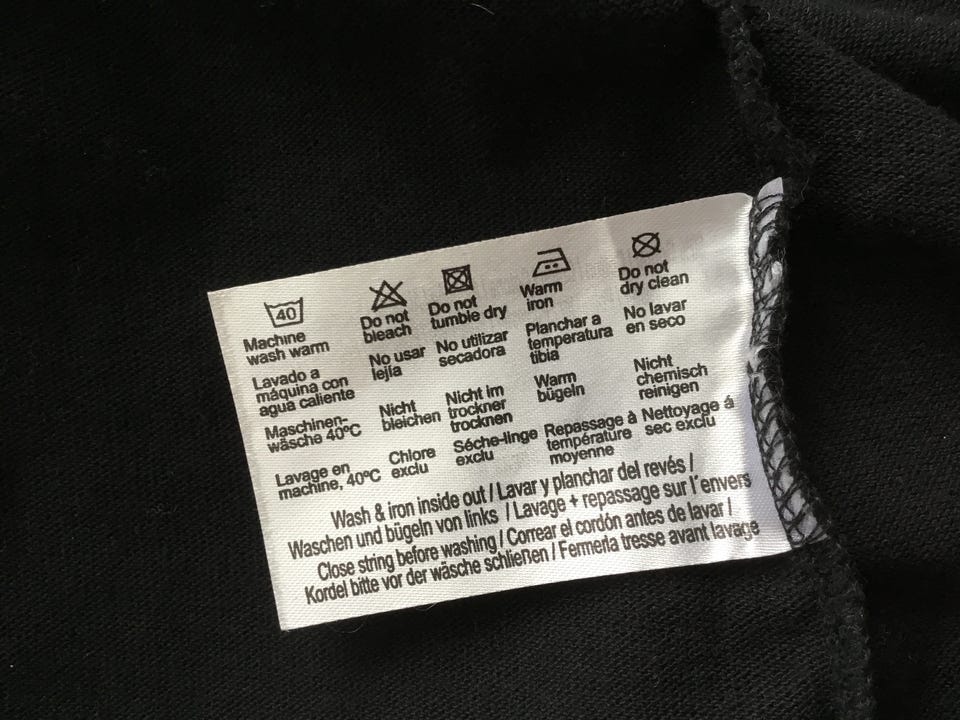 40
Machine
wash warm
Do not
bleach
Do not
tumble dry
Warm
iron
Do not
dry clean
Lavado a
máquina con
agua caliente
No usar
lejía
No utilizar
secadora
Planchar a
temperatura
tibia
No lavar
en seco
Maschinen-
wäsche 40°C
Nicht
bleichen
Nicht im
trockner
trocknen
Warm
bügeln
Nicht
chemisch
reinigen
Lavage en
machine, 40°C
Chlore
exclu
Séche-linge
exclu
Repassage à
température
moyenne
Nettoyage á
sec exclu
Wash & iron inside out / Lavar y planchar del revés /
Waschen und bügeln von links / Lavage + repassage sur l'envers
Close string before washing / Correar el cordón antes de lavar /
Kordel bitte vor der wäsche schließen / Fermerla tresse avant lavage